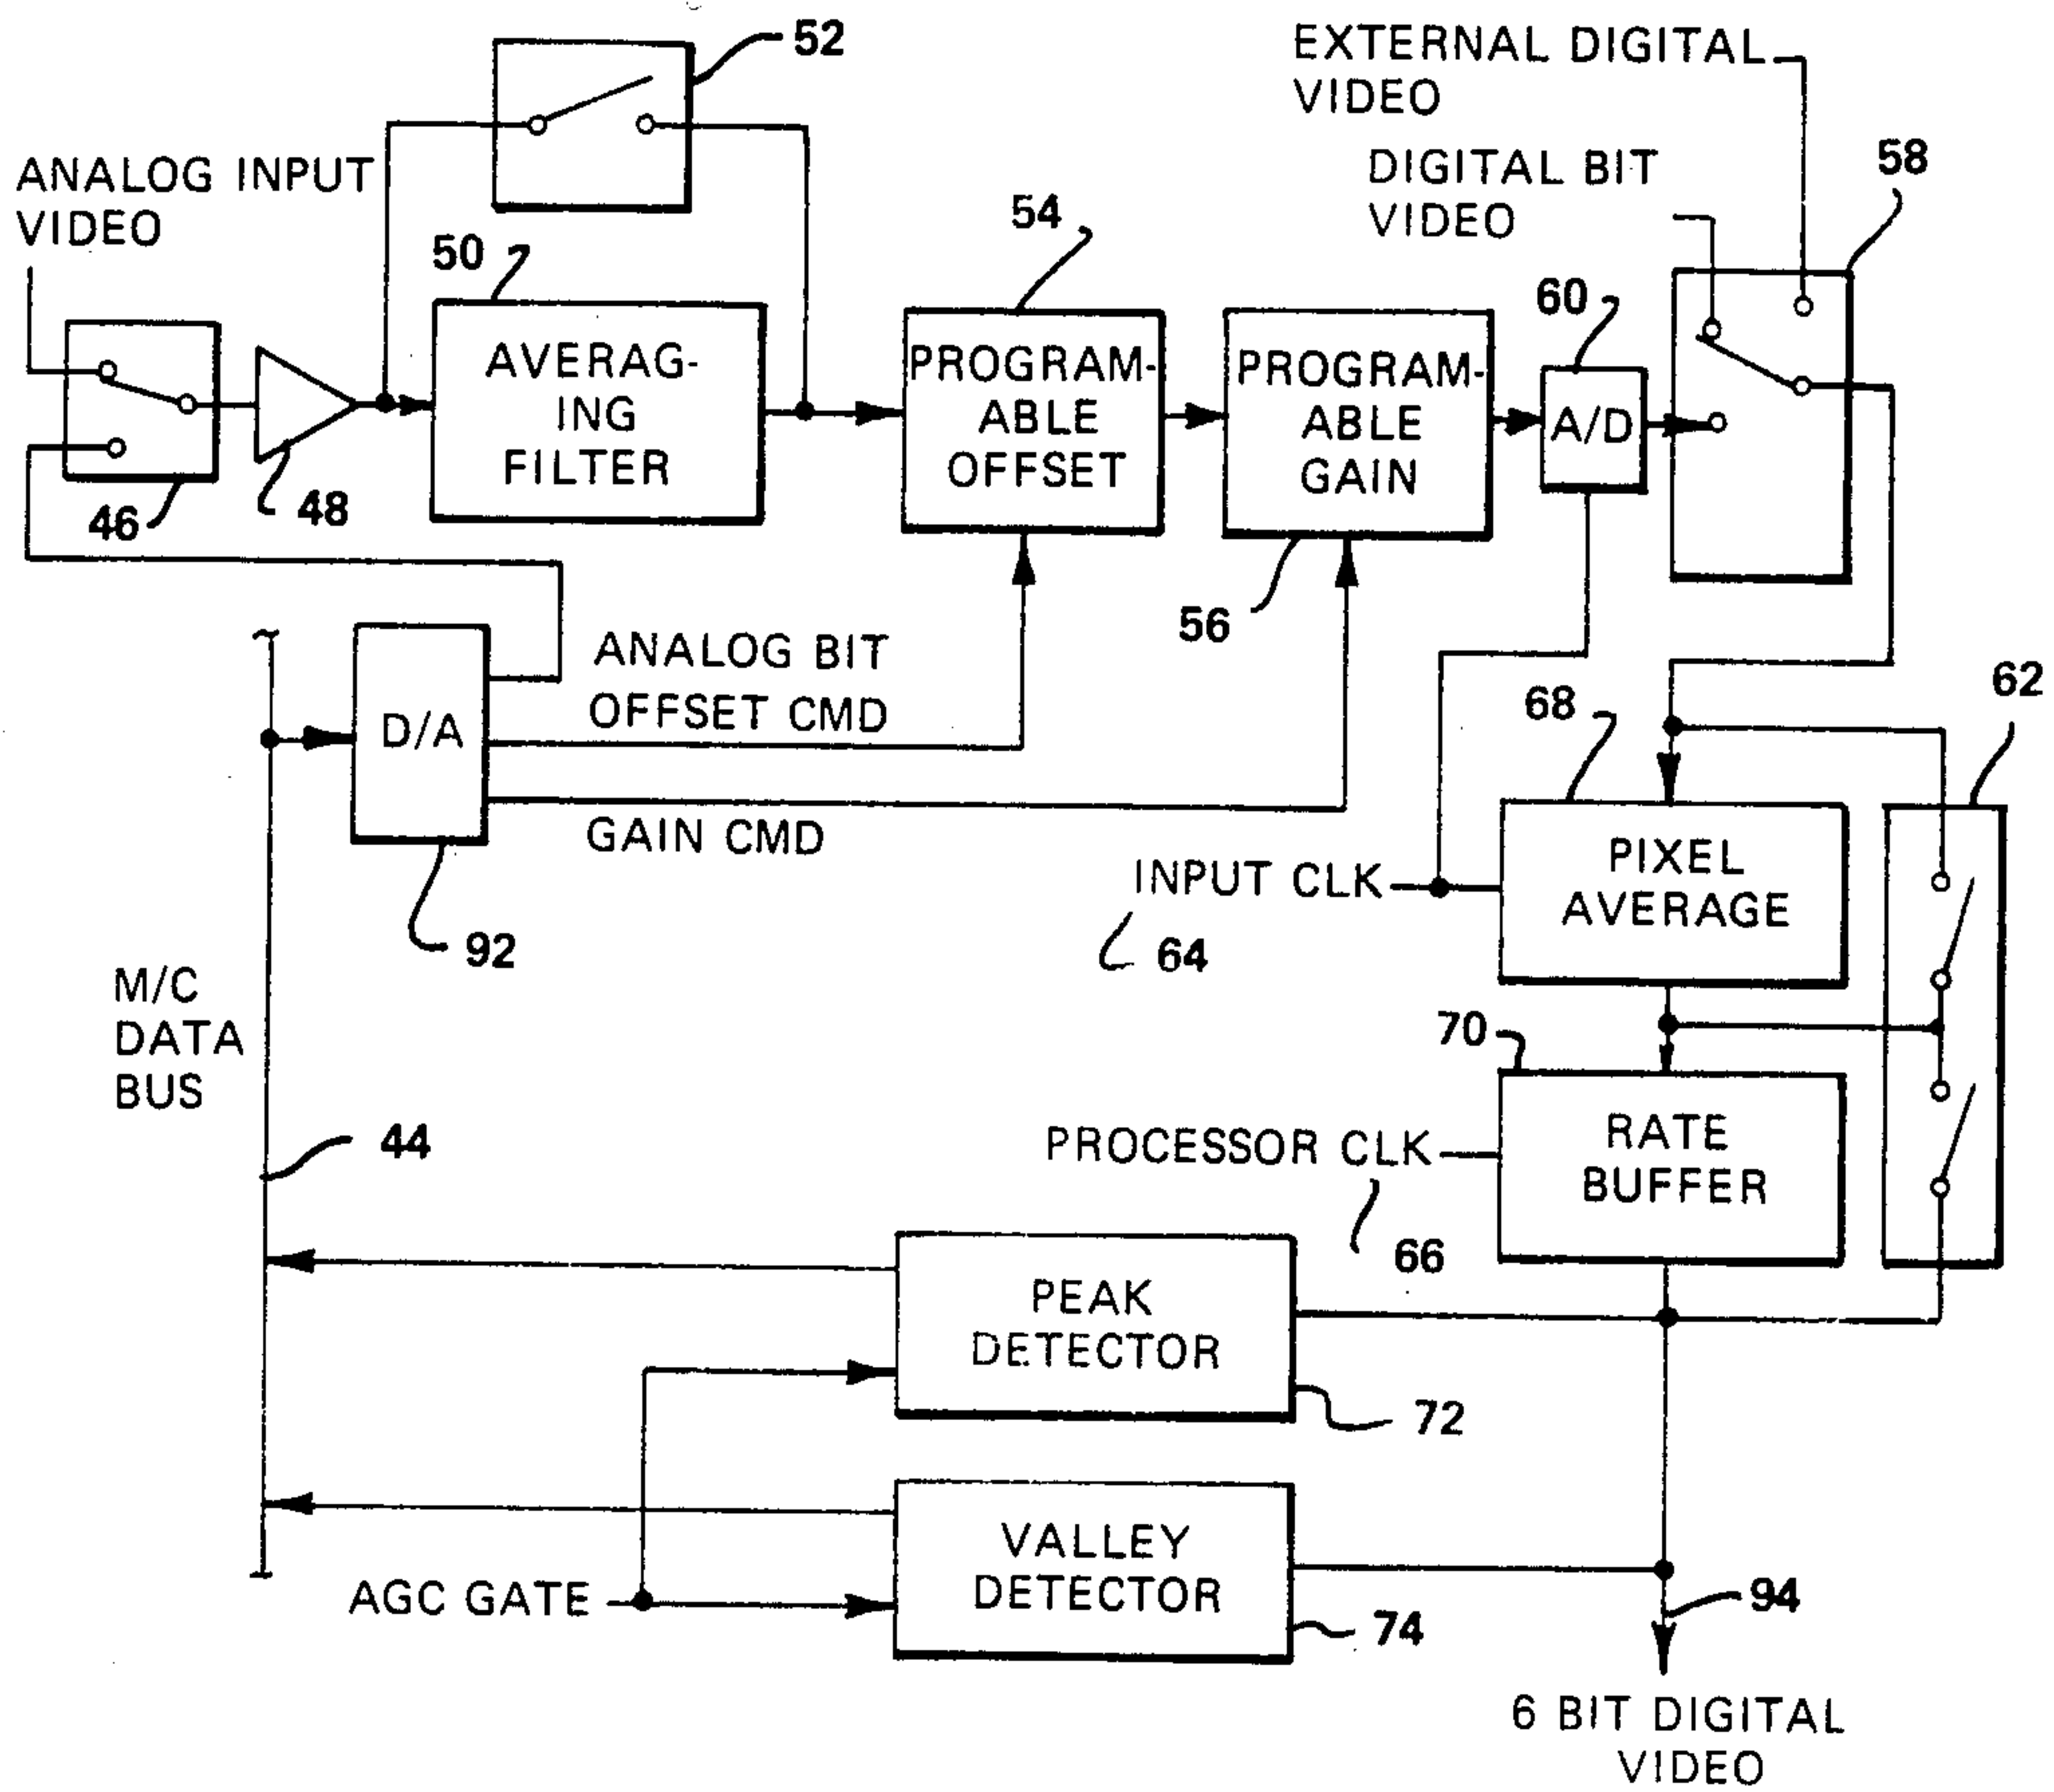 52
EXTERNAL DIGITAL
VIDEO
DIGITAL BIT
VIDEO
58
ANALOG INPUT
VIDEO
50
54
60
AVERAG-
ING
FILTER
PROGRAM-
ABLE
OFFSET
PROGRAM-
ABLE
GAIN
A/D
46
48
56
ANALOG BIT
OFFSET CMD
D/A
GAIN CMD
92
68
62
INPUT CLK
64
PIXEL
AVERAGE
M/C
DATA
BUS
44
70
PROCESSOR CLK
66
RATE
BUFFER
PEAK
DETECTOR
72
VALLEY
DETECTOR
74
AGC GATE
94
6 BIT DIGITAL
VIDEO